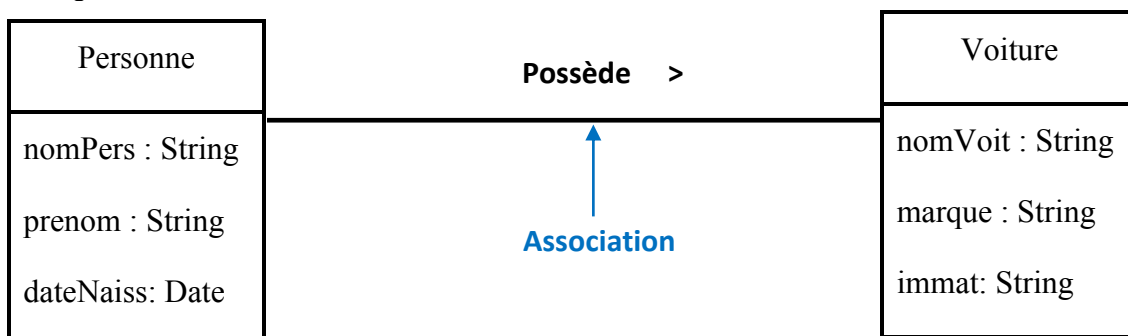 Personne
nomPers : String
prenom : String
dateNaiss: Date
Possède >
Association
Voiture
nomVoit : String
marque : String
immat: String